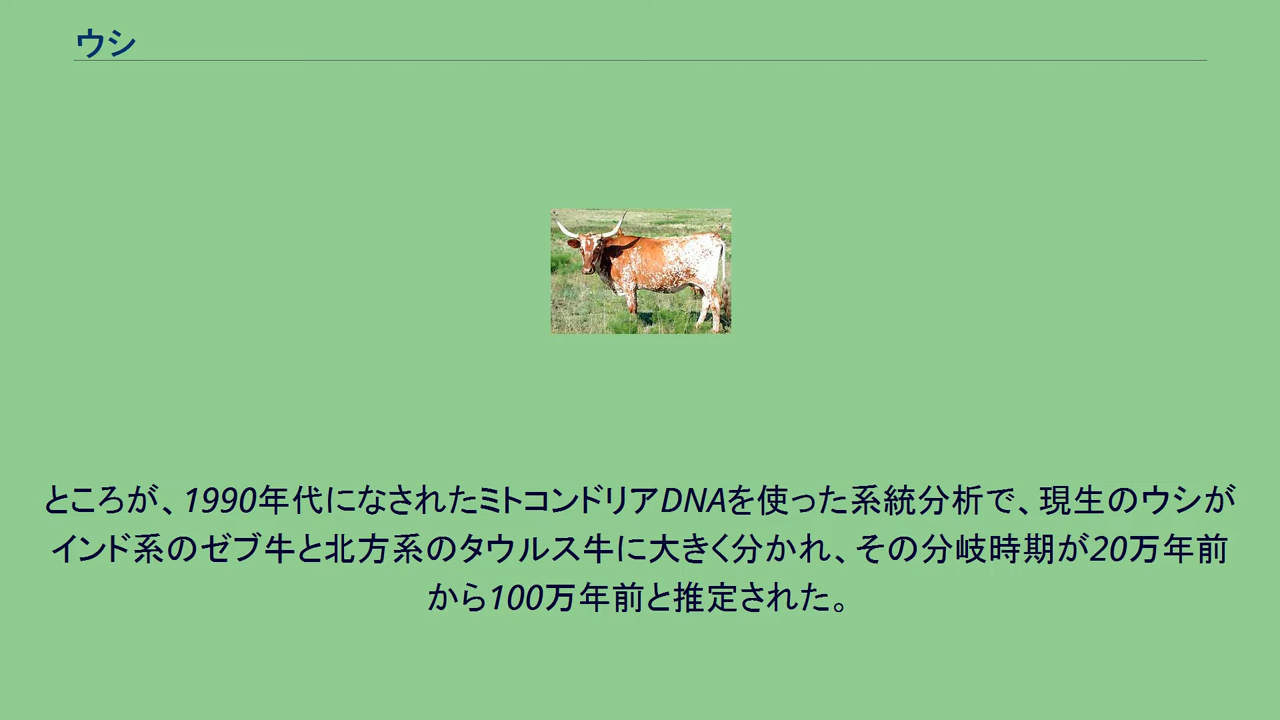 ウシ
ところが、1990年代になされたミトコンドリアDNAを使った系統分析で、現生のウシが
インド系のゼブ牛と北方系のタウルス牛に大きく分かれ、その分岐時期が20万年前
から100万年前と推定された。